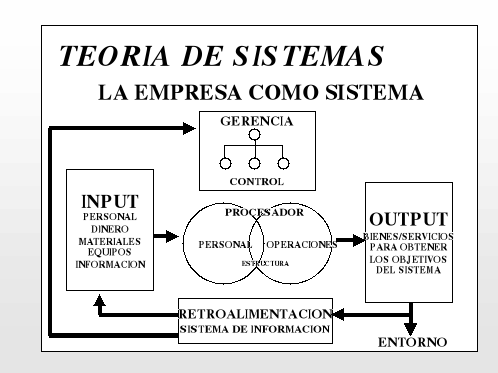 TEORIA DE SISTEMAS
LA EMPRESA COMO SISTEMA
GERENCIA
CONTROL
INPUT
PERSONAL
DINERO
MATERIALES
EQUIPOS
INFORMACION
PROCESADOR
PERSONAL
OPERACIONES
ESTRUCTURA
OUTPUT
BIENES/SERVICIOS
PARA OBTENER
LOS OBJETIVOS
DEL SISTEMA
RETROALIMENTACION
SISTEMA DE INFORMACION
ENTORNO